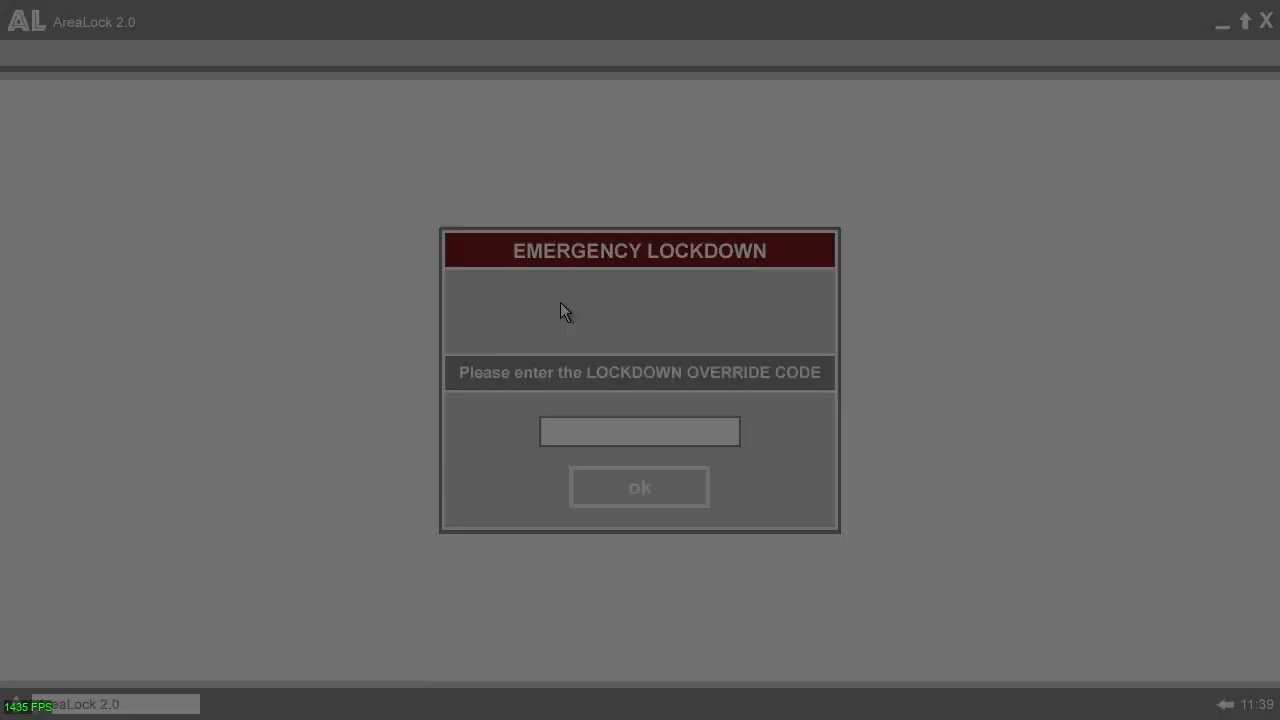 AL AreaLock 2.0
EMERGENCY LOCKDOWN
Please enter the LOCKDOWN OVERRIDE CODE
ok
1435 FPS
eaLock 2.0
11:39